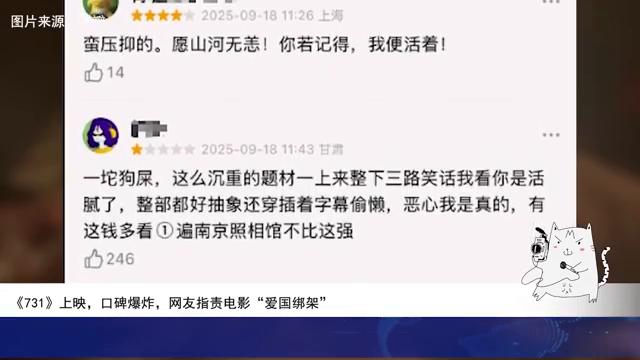 图片来源
2025-09-18 11:26 上海
蛮压抑的。愿山河无恙！你若记得，我便活着！
14
2025-09-18 11:43 甘肃
一坨狗屎，这么沉重的题材一上来整下三路笑话我看你是活
腻了，整部都好抽象还穿插着字幕偷懒，恶心我是真的，有
这钱多看①遍南京照相馆不比这强
246
《731》上映，口碑爆炸，网友指责电影“爱国绑架”